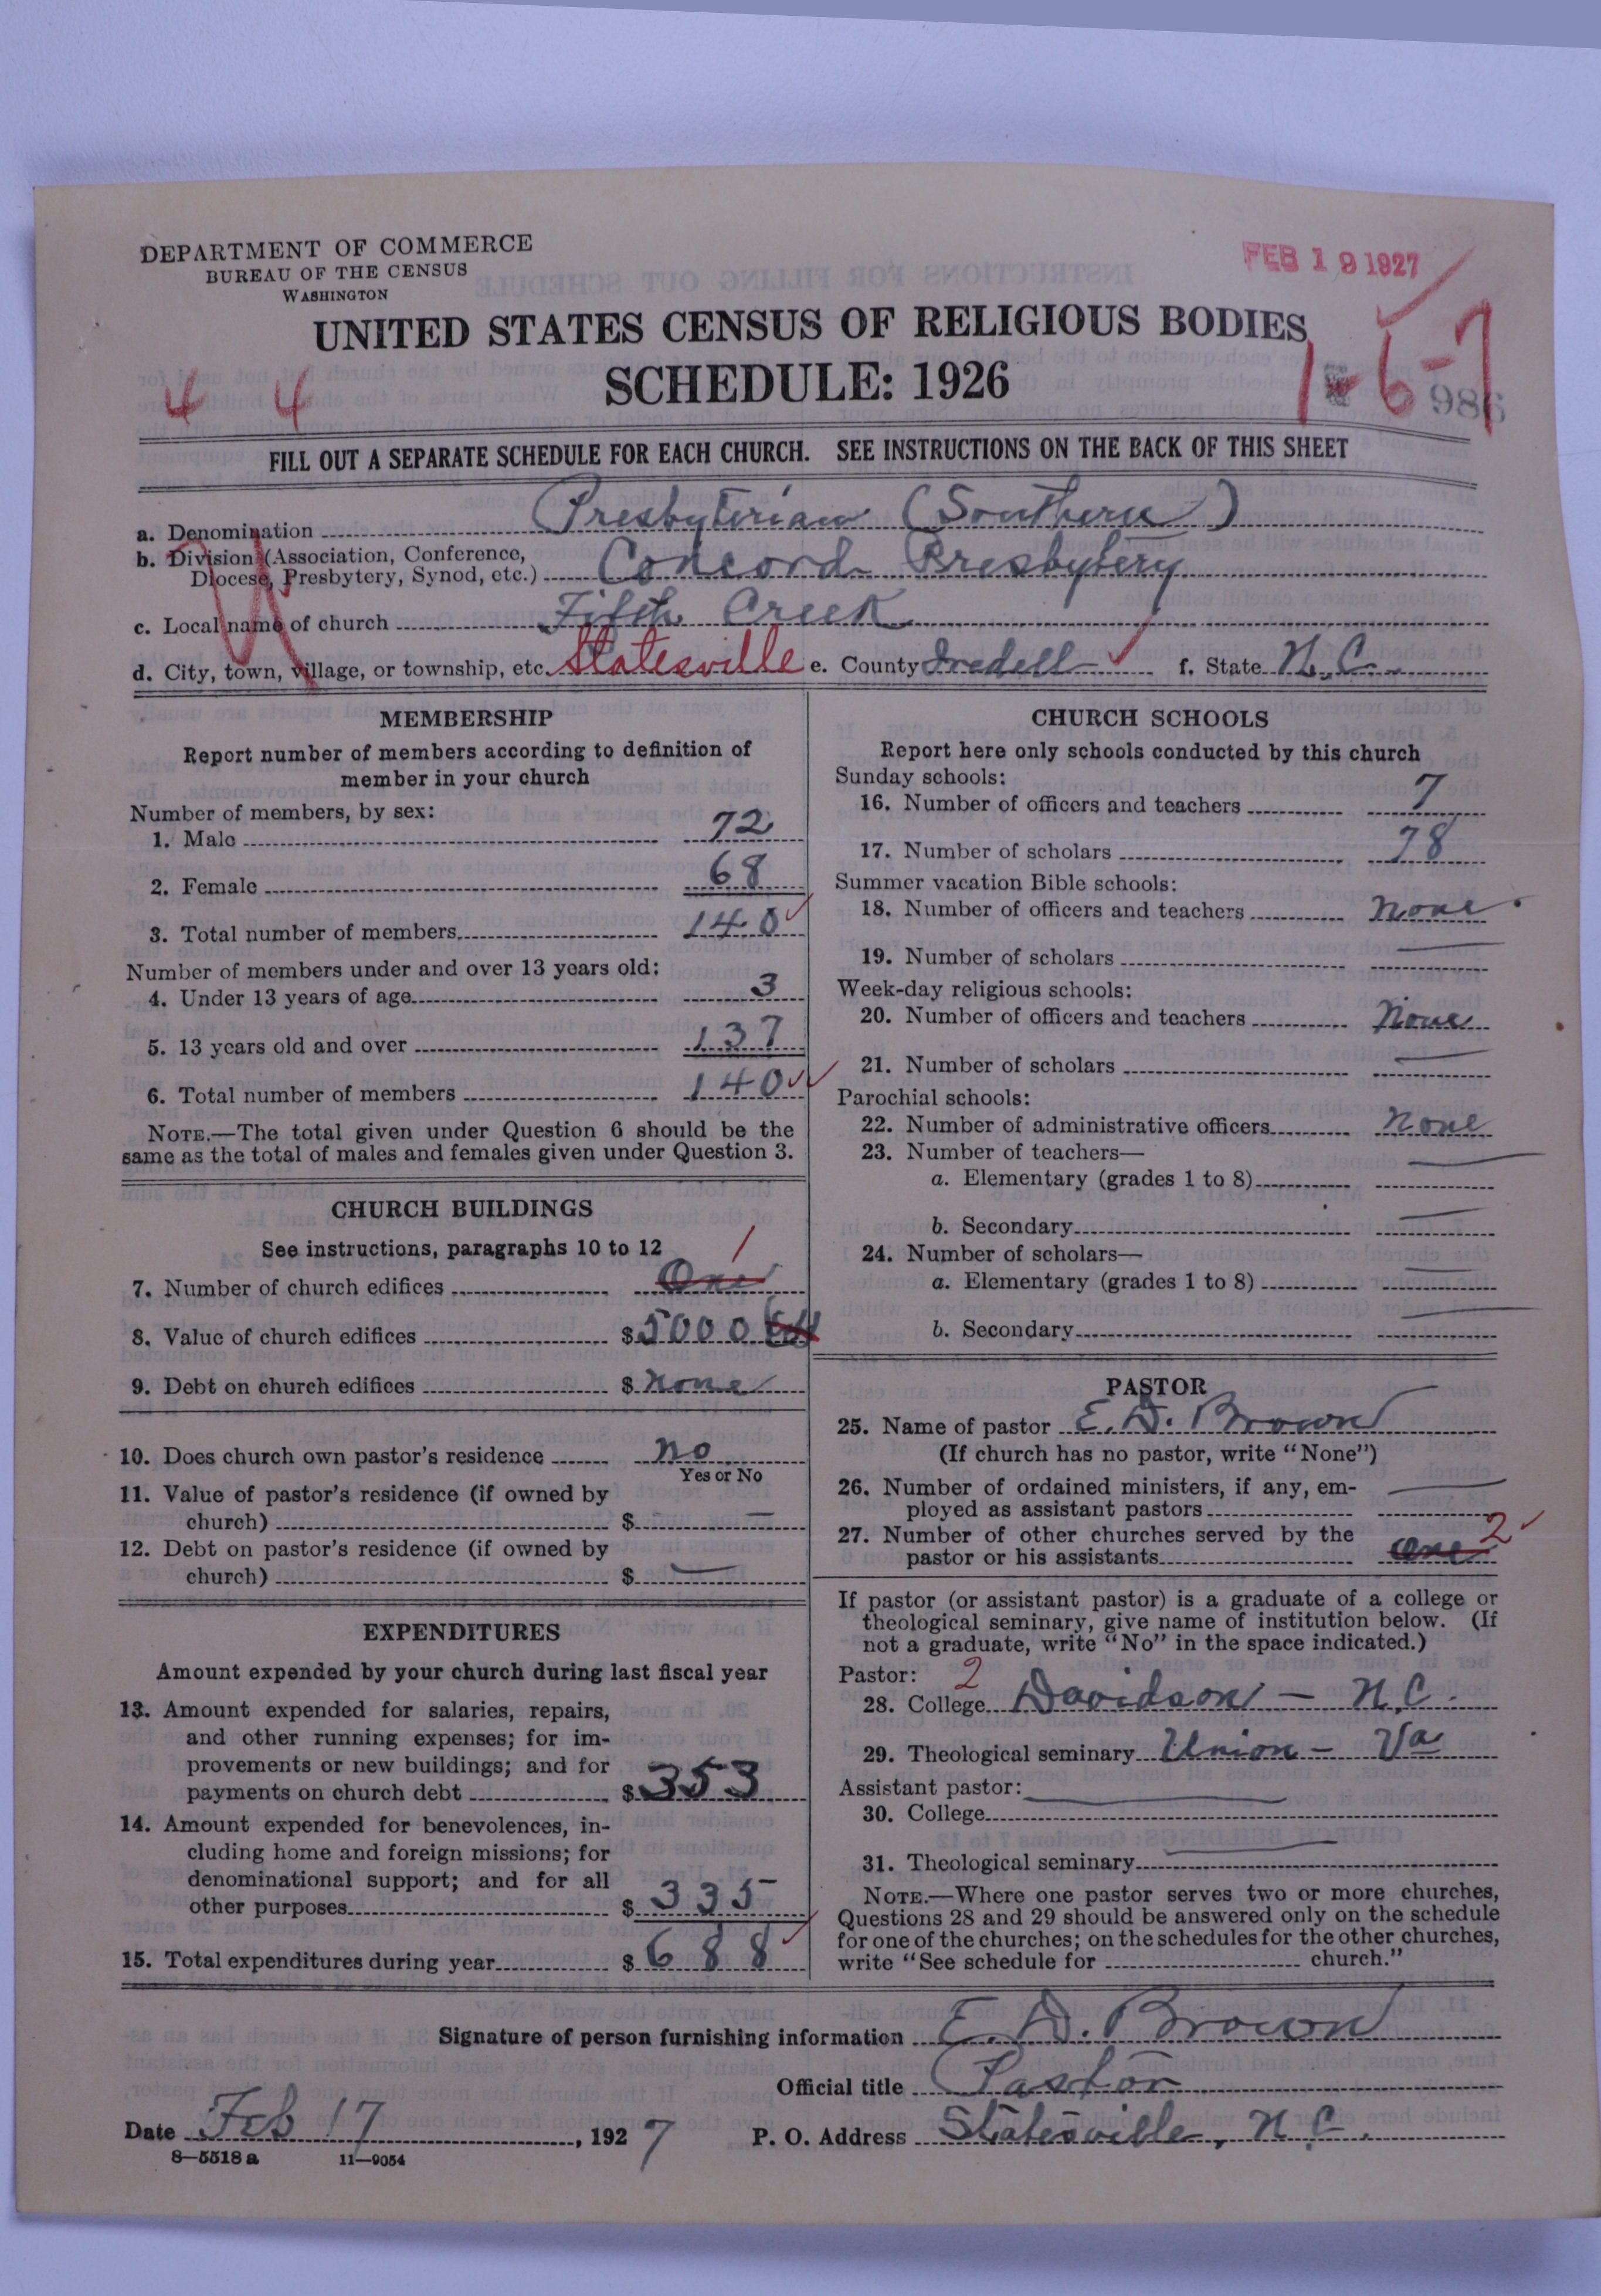 DEPARTMENT OF COMMERCE
BUREAU OF THE CENSUS
WASHINGTON
FEB 19 1927
UNITED STATES CENSUS OF RELIGIOUS BODIES
SCHEDULE: 1926
4 4
1-6-7
986
FILL OUT A SEPARATE SCHEDULE FOR EACH CHURCH. SEE INSTRUCTIONS ON THE BACK OF THIS SHEET
a. Denomination Presbyterian (Southern)
b. Division (Association, Conference,
Diocese, Presbytery, Synod, etc.) Concord Presbytery
c. Local name of church Fifth Creek
d. City, town, village, or township, etc. Statesville e. County Iredell f. State N.C.
MEMBERSHIP
Report number of members according to definition of
member in your church
Number of members, by sex:
1. Male 72
2. Female 68
3. Total number of members 140
Number of members under and over 13 years old:
4. Under 13 years of age 3
5. 13 years old and over 137
6. Total number of members 140
NOTE.—The total given under Question 6 should be the
same as the total of males and females given under Question 3.
CHURCH BUILDINGS
See instructions, paragraphs 10 to 12
7. Number of church edifices One 1
8. Value of church edifices $5000
9. Debt on church edifices $ none
10. Does church own pastor's residence no
Yes or No
11. Value of pastor's residence (if owned by
church) $ —
12. Debt on pastor's residence (if owned by
church) $ —
EXPENDITURES
Amount expended by your church during last fiscal year
13. Amount expended for salaries, repairs,
and other running expenses; for im-
provements or new buildings; and for
payments on church debt $353
14. Amount expended for benevolences, in-
cluding home and foreign missions; for
denominational support; and for all
other purposes $335
15. Total expenditures during year $688
CHURCH SCHOOLS
Report here only schools conducted by this church
Sunday schools:
16. Number of officers and teachers 7
17. Number of scholars 78
Summer vacation Bible schools:
18. Number of officers and teachers none
19. Number of scholars —
Week-day religious schools:
20. Number of officers and teachers None
21. Number of scholars —
Parochial schools:
22. Number of administrative officers None
23. Number of teachers—
a. Elementary (grades 1 to 8) —
b. Secondary —
24. Number of scholars—
a. Elementary (grades 1 to 8) —
b. Secondary —
PASTOR
25. Name of pastor E. D. Brown
(If church has no pastor, write "None")
26. Number of ordained ministers, if any, em-
ployed as assistant pastors —
27. Number of other churches served by the
pastor or his assistants one 2
If pastor (or assistant pastor) is a graduate of a college or
theological seminary, give name of institution below. (If
not a graduate, write "No" in the space indicated.)
Pastor: 2
28. College Davidson — N.C.
29. Theological seminary Union — Va
Assistant pastor: —
30. College
31. Theological seminary —
NOTE.—Where one pastor serves two or more churches,
Questions 28 and 29 should be answered only on the schedule
for one of the churches; on the schedules for the other churches,
write "See schedule for church."
Signature of person furnishing information E. D. Brown
Official title Pastor
Date Feb 17, 1927 P. O. Address Statesville, N.C.
8—5518 a 11—9054